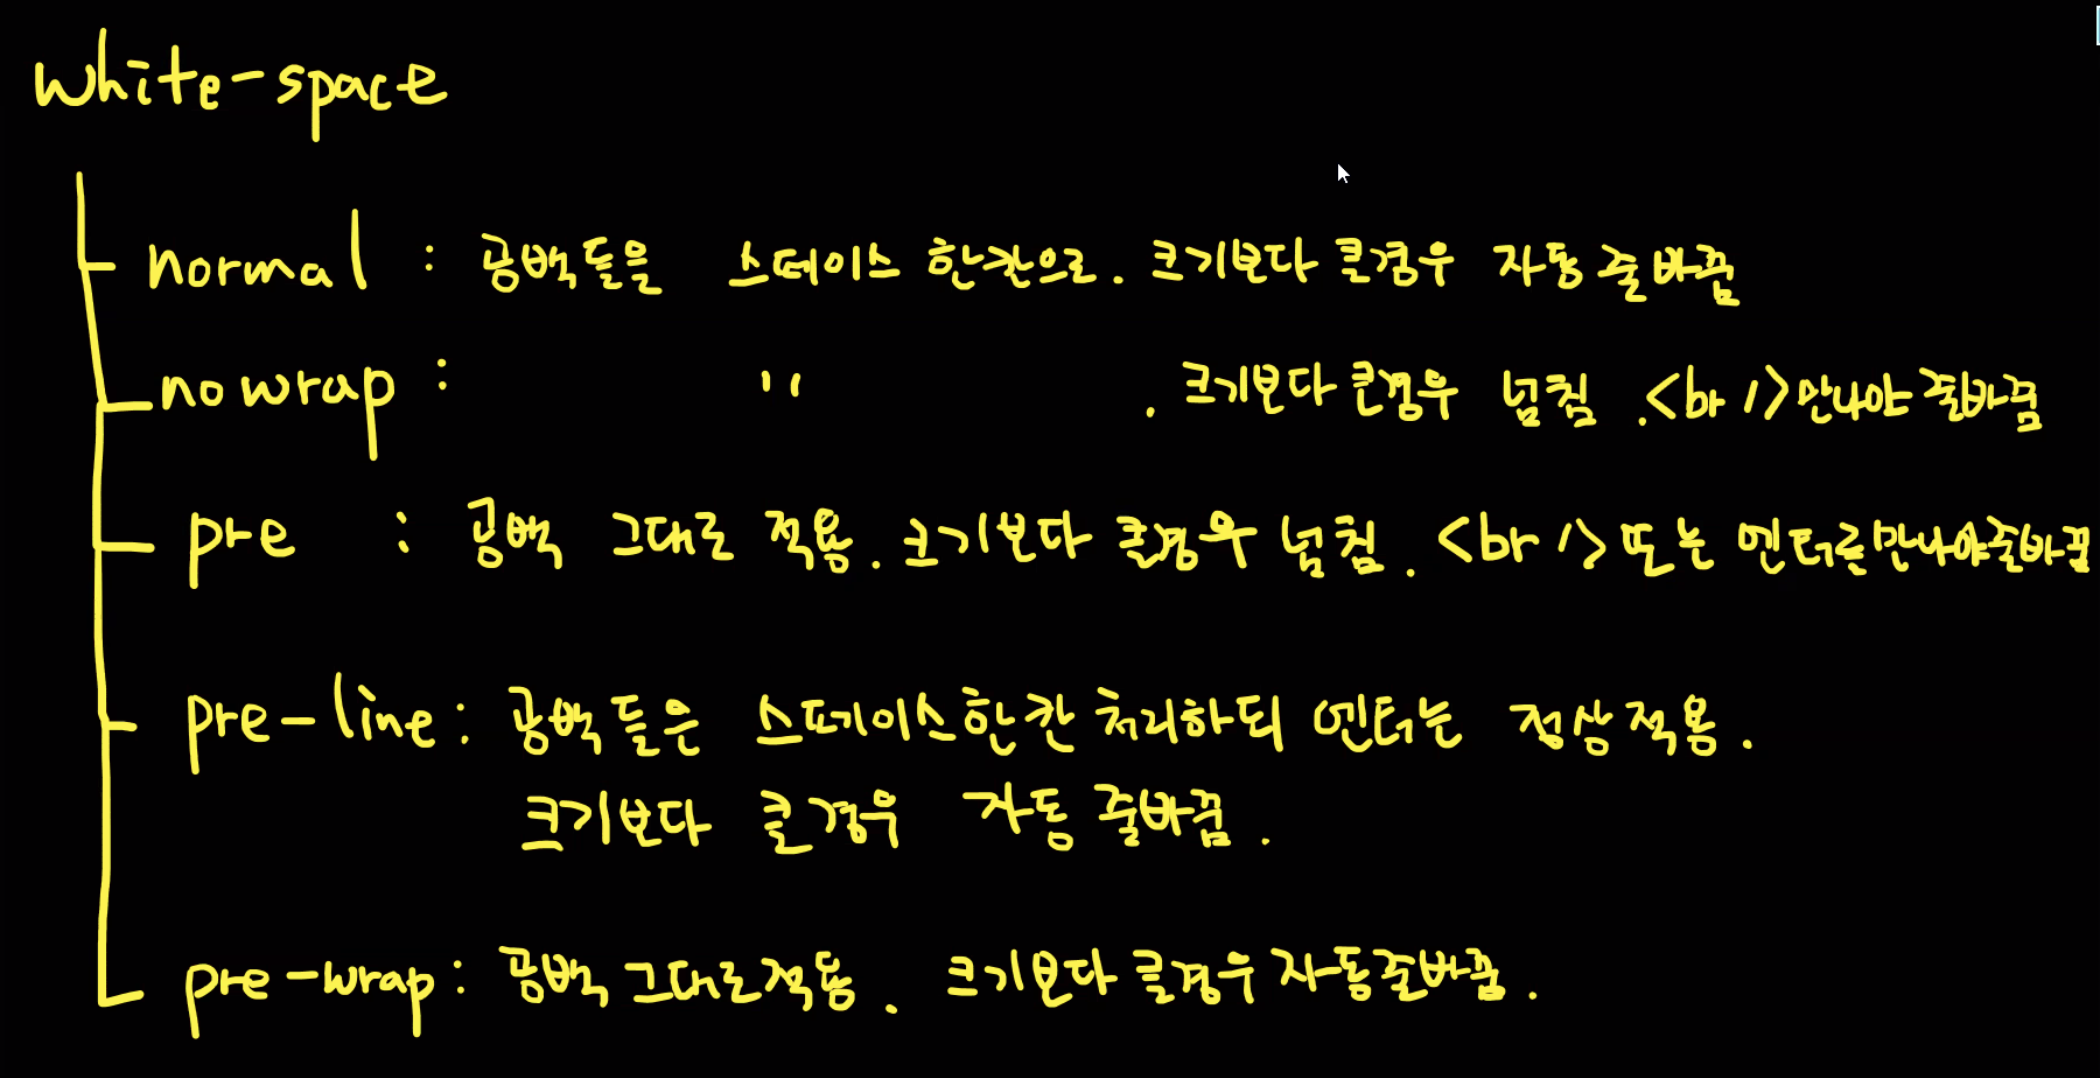 white-space
normal : 공백들을 스페이스 한칸으로. 크기보다 클경우 자동 줄바꿈
nowrap : " . 크기보다 큰경우 넘침. <br /> 만나야 줄바꿈
pre : 공백 그대로 적용. 크기보다 클경우 넘침. <br /> 또는 엔터를만나야줄바꿈
pre-line : 공백들은 스페이스한칸 처리하되 엔터는 정상적용.
크기보다 클경우 자동 줄바꿈.
pre-wrap : 공백 그대로적용. 크기보다 클경우 자동줄바꿈.